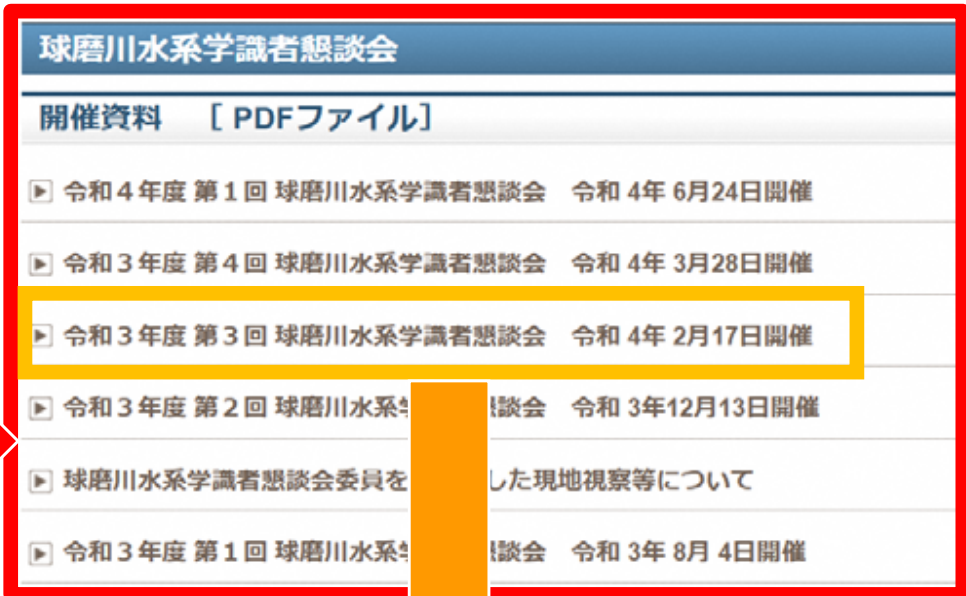 球磨川水系学識者懇談会
開催資料　［ PDFファイル］
令和４年度 第１回 球磨川水系学識者懇談会　令和 4年 6月24日開催
令和３年度 第４回 球磨川水系学識者懇談会　令和 4年 3月28日開催
令和３年度 第３回 球磨川水系学識者懇談会　令和 4年 2月17日開催
令和３年度 第２回 球磨川水系 懇談会　令和 3年12月13日開催
球磨川水系学識者懇談会委員を した現地視察等について
令和３年度 第１回 球磨川水系 談会　令和 3年 8月 4日開催